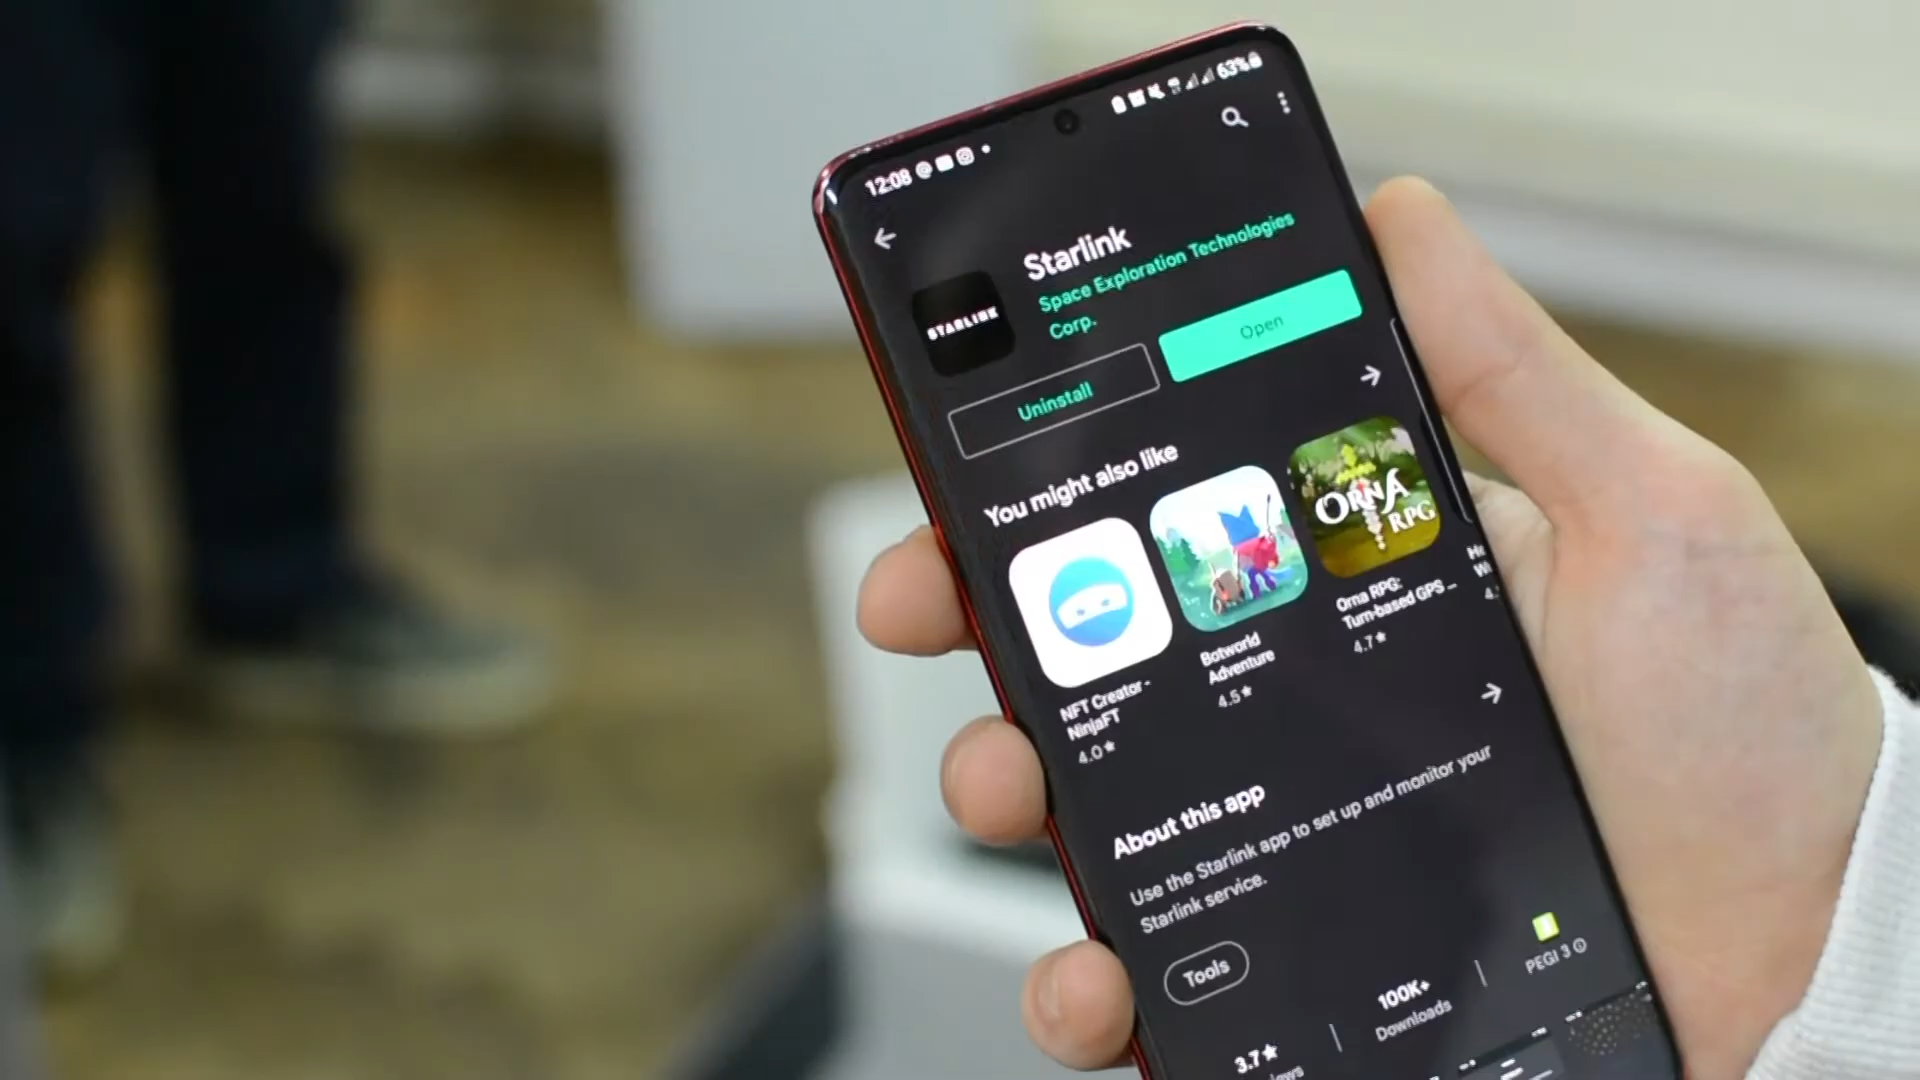 12:08
63%
Starlink
Space Exploration Technologies
Corp.
STARLINK
Uninstall
Open
You might also like
ORNA
RPG
NFT Creator -
NinjaFT
4.0★
Botworld
Adventure
4.5★
Orna RPG:
Turn-based GPS ...
4.7★
About this app
Use the Starlink app to set up and monitor your
Starlink service.
Tools
3.7★
100K+
Downloads
PEGI 3